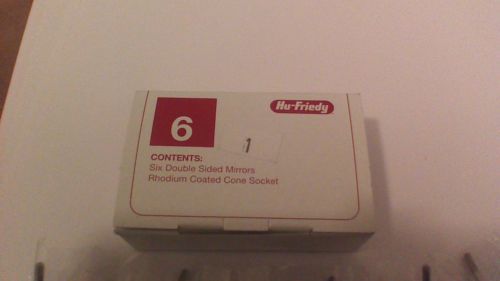 Hu-Friedy
6
1
CONTENTS:
Six Double Sided Mirrors
Rhodium Coated Cone Socket